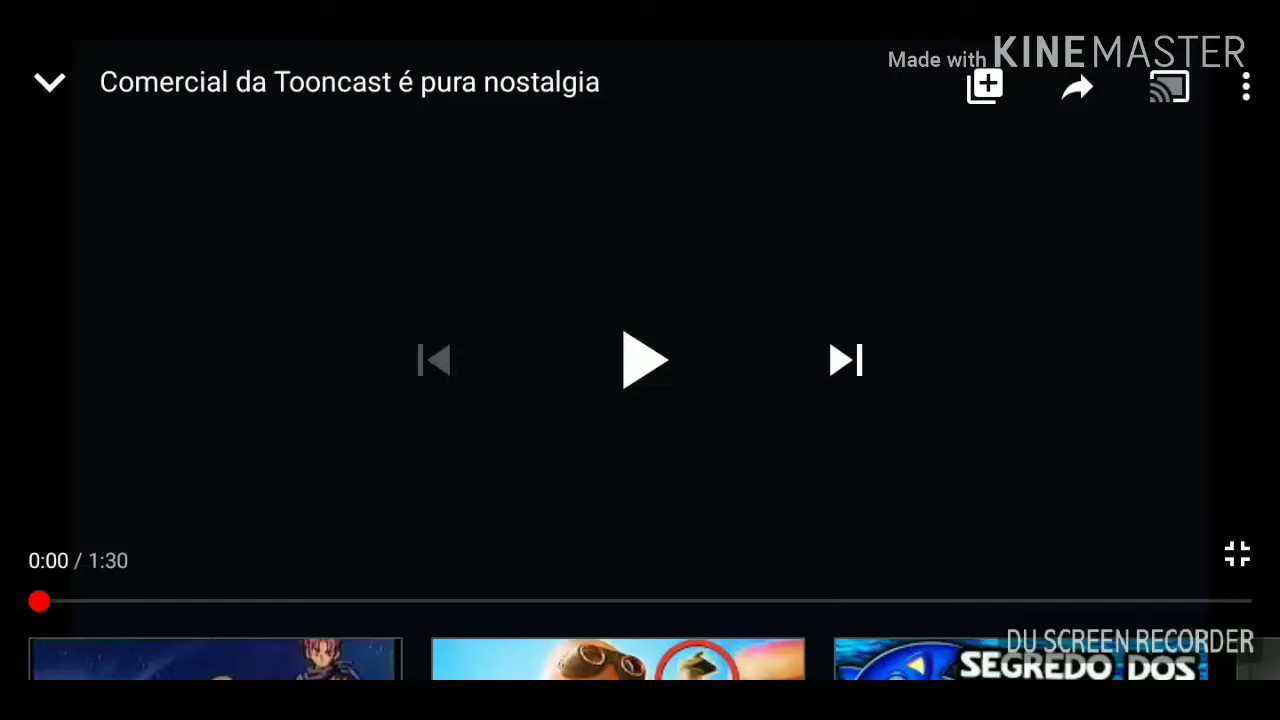 Made with KINEMASTER
Comercial da Tooncast é pura nostalgia
0:00 / 1:30
DU SCREEN RECORDER
SEGREDO DOS